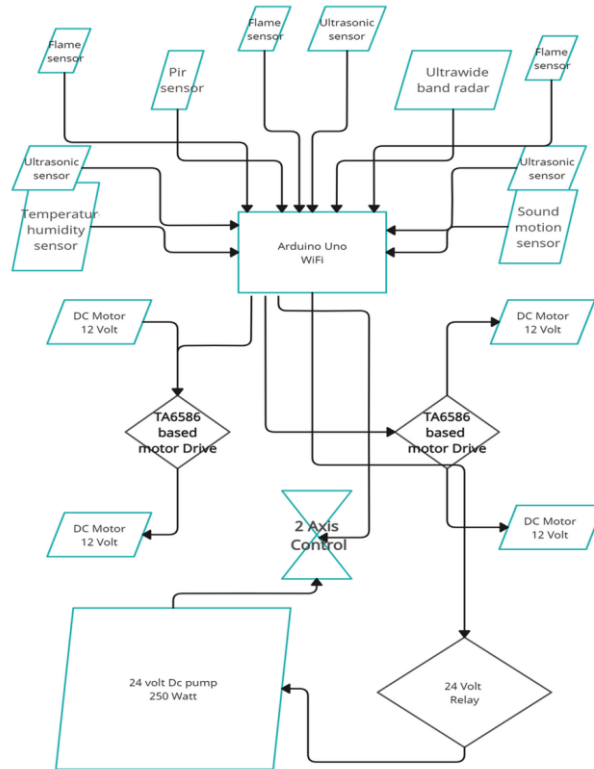 Flame
sensor
Ultrasonic
sensor
Flame
sensor
Flame
sensor
Pir
sensor
Ultrawide
band radar
Ultrasonic
sensor
Ultrasonic
sensor
Temperatur
humidity
sensor
Sound
motion
sensor
Arduino Uno
WiFi
DC Motor
12 Volt
DC Motor
12 Volt
TA6586
based
motor Drive
TA6586
based
motor Drive
DC Motor
12 Volt
2 Axis
Control
DC Motor
12 Volt
24 volt Dc pump
250 Watt
24 Volt
Relay